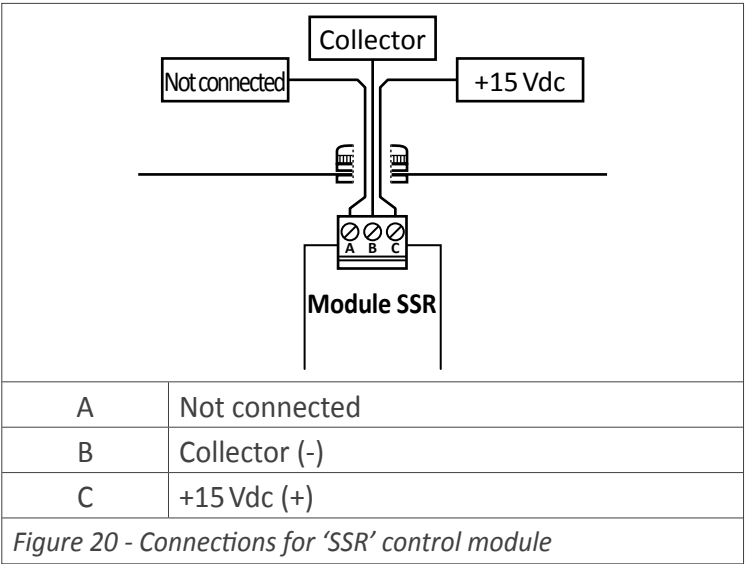 Collector
Not connected
+15 Vdc
A B C
Module SSR
A Not connected
B Collector (-)
C +15 Vdc (+)
Figure 20 - Connections for ‘SSR’ control module